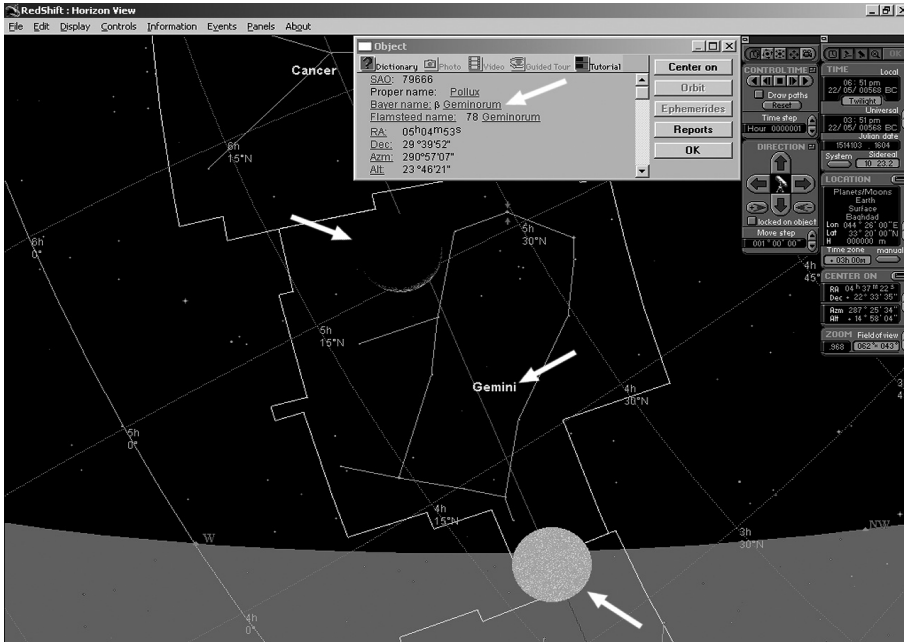 RedShift : Horizon View
File Edit Display Controls Information Events Panels About
Object
Dictionary Photo Video Guided Tour Tutorial
SAO: 79666
Proper name: Pollux
Bayer name: β Geminorum
Flamsteed name: 78 Geminorum
RA: 05h04m53s
Dec: 29°39'52"
Azm: 290°57'07"
Alt: 23°46'21"
Center on
Orbit
Ephemerides
Reports
OK
Cancer
6h
15°N
6h
0°
5h
30°N
5h
15°N
Gemini
4h
30°N
5h
0°
4h
15°N
3h
30°N
W
NW
4h
0°
4h
45°
CONTROL TIME
Draw paths
Reset
Time step
Hour 0000001
DIRECTION
locked on object
Move step
001° 00' 00"
OK
TIME Local
06: 51 pm
22/ 05/ 00568 BC
Twilight
Universal
03: 51 pm
22/ 05/ 00568 BC
Julian date
1514103 .1604
System Sidereal
10 23.2
LOCATION
Planets/Moons
Earth
Surface
Baghdad
Lon 044° 26' 00"E
Lat 33° 20' 00"N
H 000000 m
Time zone manual
+ 03h 00m
CENTER ON
RA 04h 37m 22s
Dec + 22° 33' 35"
Azm 287° 25' 34"
Alt + 14° 58' 04"
ZOOM Field of view
.968 062°× 043°